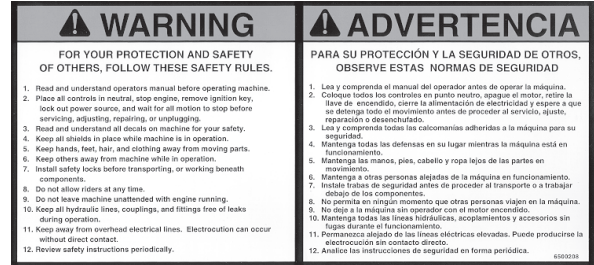 WARNING
FOR YOUR PROTECTION AND SAFETY
OF OTHERS, FOLLOW THESE SAFETY RULES.
1. Read and understand operators manual before operating machine.
2. Place all controls in neutral, stop engine, remove ignition key,
lock out power source, and wait for all motion to stop before
servicing, adjusting, repairing, or unplugging.
3. Read and understand all decals on machine for your safety.
4. Keep all shields in place while machine is in operation.
5. Keep hands, feet, hair, and clothing away from moving parts.
6. Keep others away from machine while in operation.
7. Install safety locks before transporting, or working beneath
components.
8. Do not allow riders at any time.
9. Do not leave machine unattended with engine running.
10. Keep all hydraulic lines, couplings, and fittings free of leaks
during operation.
11. Keep away from overhead electrical lines. Electrocution can occur
without direct contact.
12. Review safety instructions periodically.
ADVERTENCIA
PARA SU PROTECCIÓN Y LA SEGURIDAD DE OTROS,
OBSERVE ESTAS NORMAS DE SEGURIDAD
1. Lea y comprenda el manual del operador antes de operar la máquina.
2. Coloque todos los controles en punto neutro, apague el motor, retire la
llave de encendido, cierre la alimentación de electricidad y espere a que
se detenga todo el movimiento antes de proceder al servicio, ajuste,
reparación o desenchufado.
3. Lea y comprenda todas las calcomanías adheridas a la máquina para su
seguridad.
4. Mantenga todas las defensas en su lugar mientras la máquina está en
funcionamiento.
5. Mantenga las manos, pies, cabello y ropa lejos de las partes en
movimiento.
6. Mantenga a otras personas alejadas de la máquina en funcionamiento.
7. Instale trabas de seguridad antes de proceder al transporte o a trabajar
debajo de los componentes.
8. No permita en ningún momento que otras personas viajen en la máquina.
9. No deje a la máquina sin operador con el motor encendido.
10. Mantenga todas las líneas hidráulicas, acoplamientos y accesorios sin
fugas durante el funcionamiento.
11. Permanezca alejado de las líneas eléctricas elevadas. Puede producirse la
electrocución sin contacto directo.
12. Analice las instrucciones de seguridad en forma periódica.
6500208